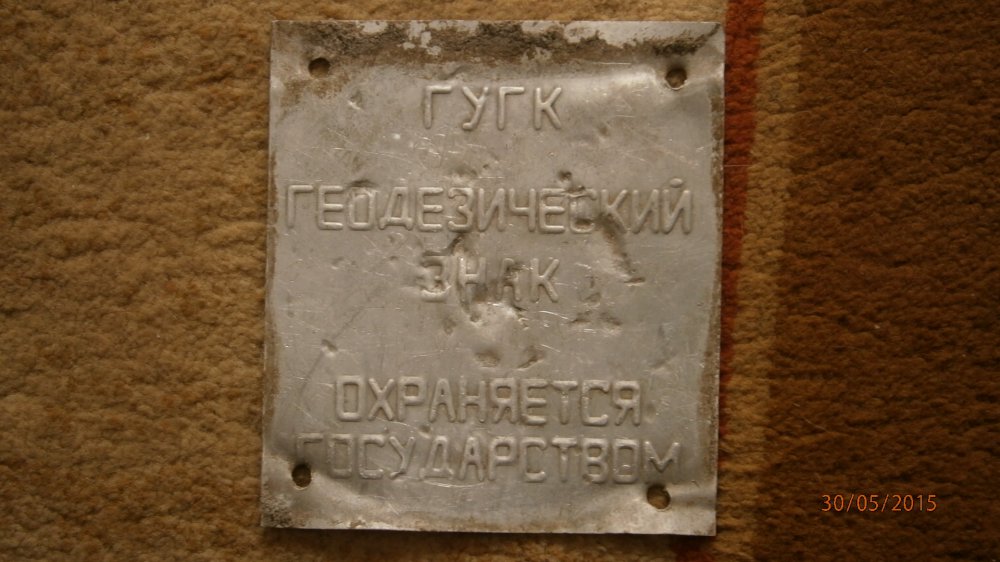 ГУГК
ГЕОДЕЗИЧЕСКИЙ
ЗНАК
ОХРАНЯЕТСЯ
ГОСУДАРСТВОМ
30/05/2015